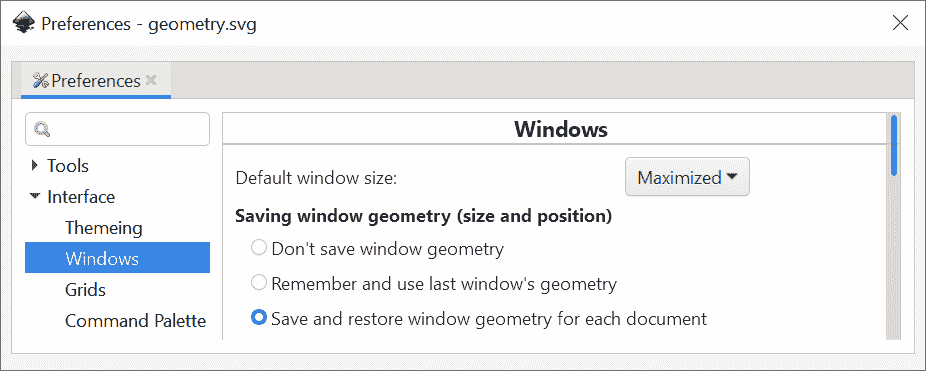 Preferences - geometry.svg
Preferences
Windows
Tools
Interface
Themeing
Windows
Grids
Command Palette
Default window size:
Maximized
Saving window geometry (size and position)
Don't save window geometry
Remember and use last window's geometry
Save and restore window geometry for each document